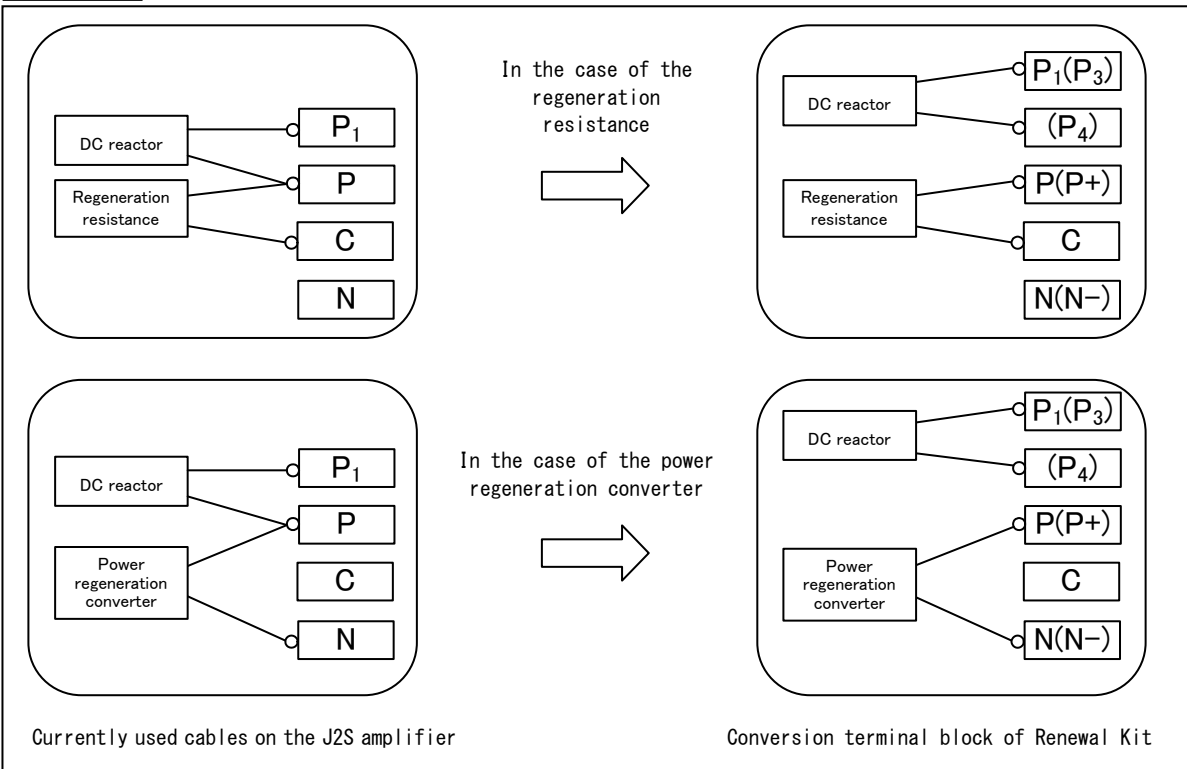 DC reactor
Regeneration
resistance
P₁
P
C
N
In the case of the
regeneration
resistance
DC reactor
Regeneration
resistance
P₁(P₃)
(P₄)
P(P+)
C
N(N−)
DC reactor
Power
regeneration
converter
P₁
P
C
N
In the case of the power
regeneration converter
DC reactor
Power
regeneration
converter
P₁(P₃)
(P₄)
P(P+)
C
N(N−)
Currently used cables on the J2S amplifier
Conversion terminal block of Renewal Kit